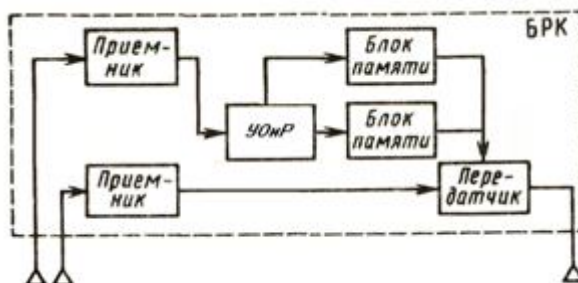 БРК
Прием-
ник
Блок
памяти
УОиР
Блок
памяти
Прием-
ник
Пере-
датчик